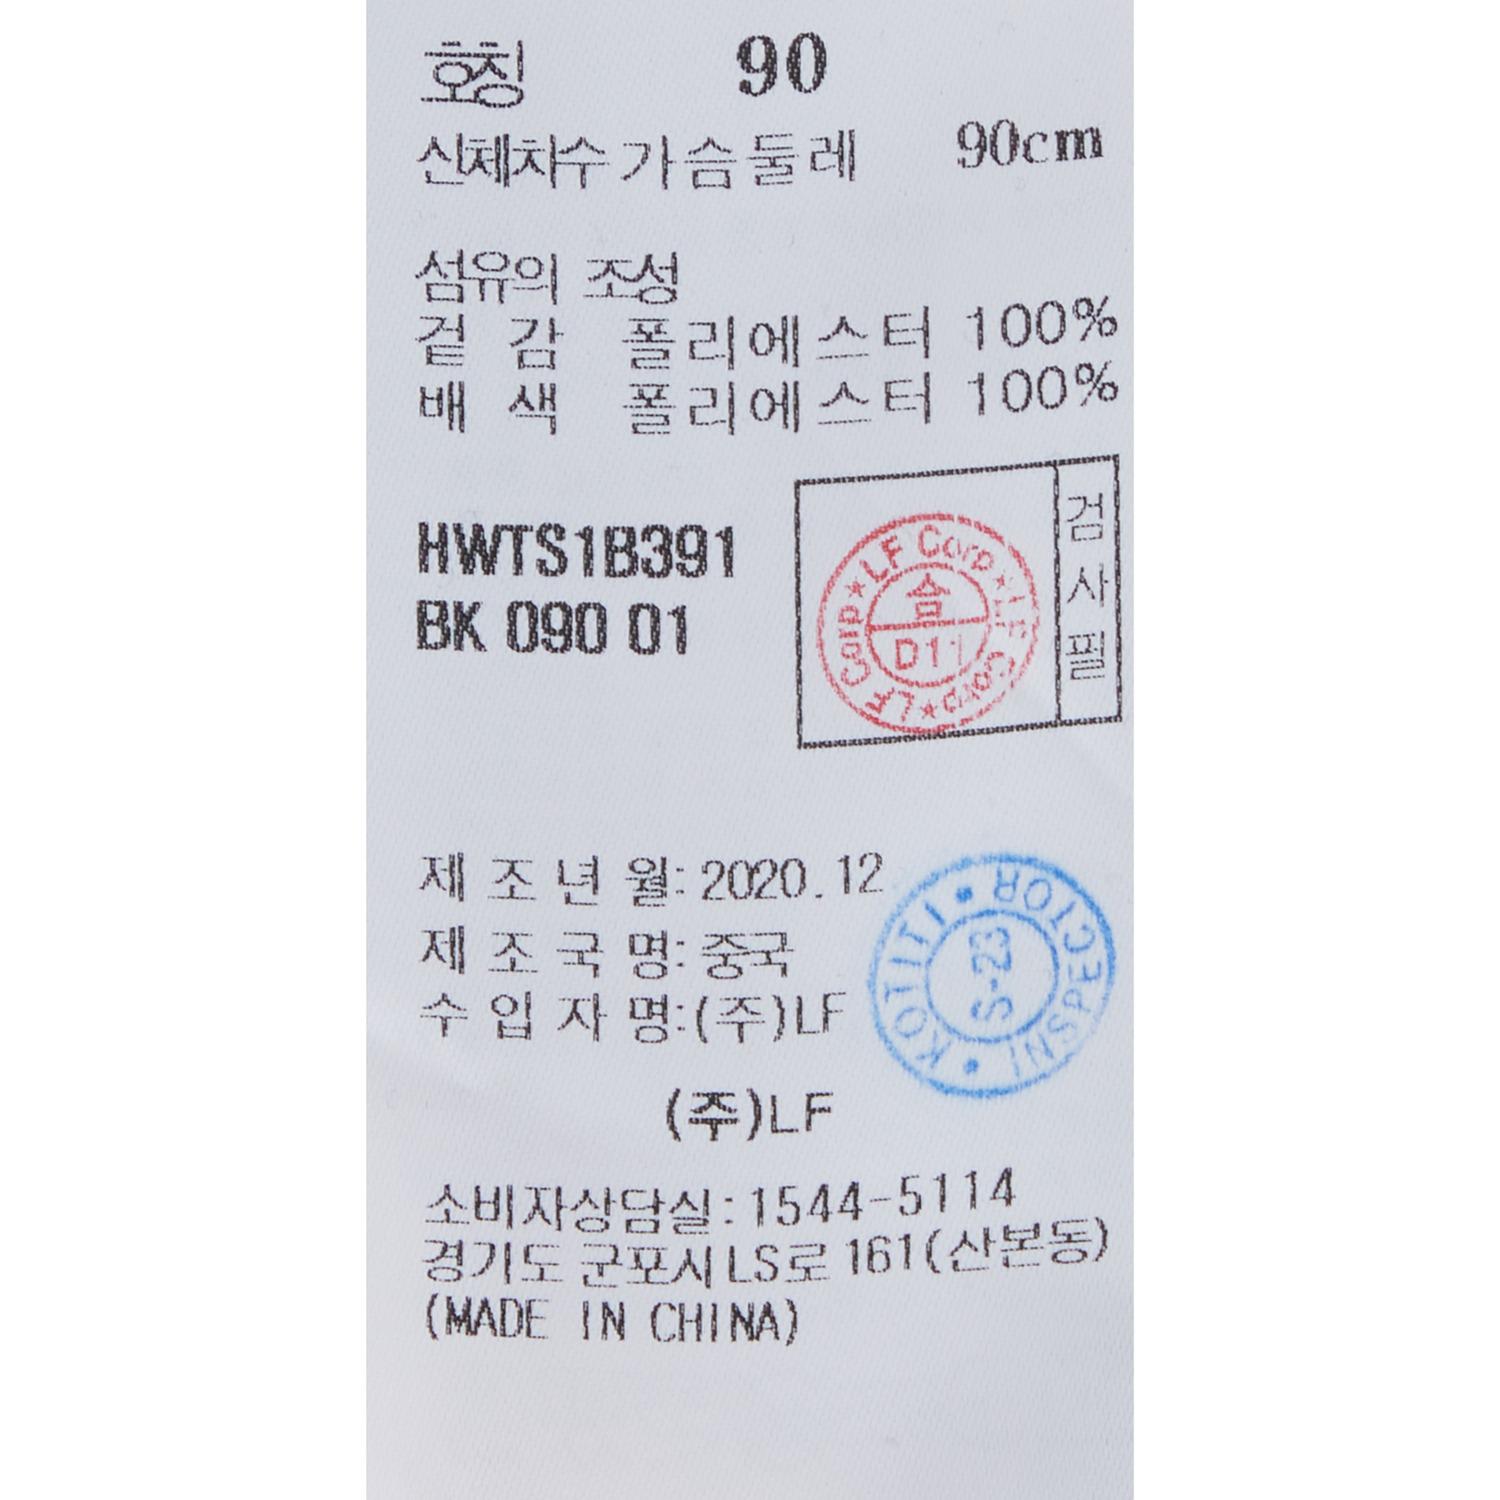 호칭 90
신체치수 가슴둘레 90cm
섬유의 조성
겉 감 폴리에스터 100%
배 색 폴리에스터 100%
HWTS1B391
BK 090 01
검사필
LF Corp ★ LF Corp ★ LF Corp ★
합
D11
제 조 년 월: 2020.12
제 조 국 명: 중국
수 입 자 명: (주)LF
KOTITI • INSPECTOR •
S-23
(주)LF
소비자상담실: 1544-5114
경기도 군포시 LS로 161(산본동)
(MADE IN CHINA)